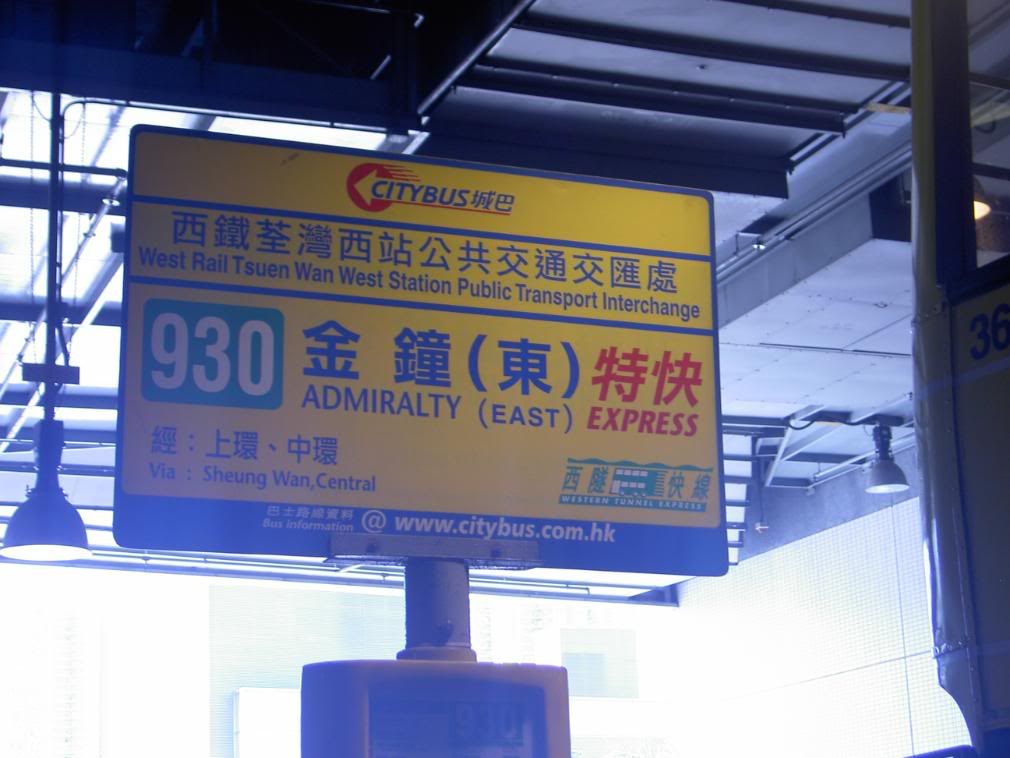 CITYBUS 城巴
西鐵荃灣西站公共交通交匯處
West Rail Tsuen Wan West Station Public Transport Interchange
930 金鐘(東) 特快
ADMIRALTY (EAST) EXPRESS
經：上環、中環
Via : Sheung Wan,Central
西隧快線
WESTERN TUNNEL EXPRESS
巴士路線資料
Bus information @ www.citybus.com.hk
36
930